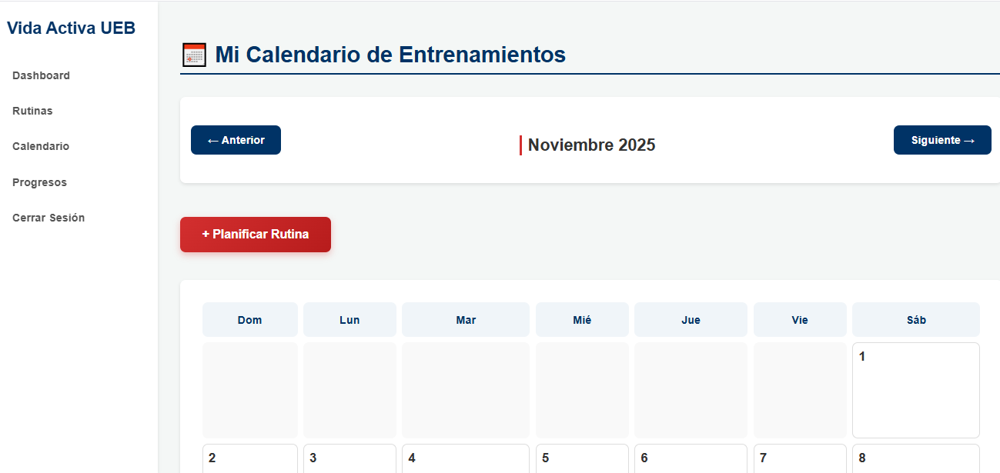 Vida Activa UEB
Dashboard
Rutinas
Calendario
Progresos
Cerrar Sesión
Mi Calendario de Entrenamientos
← Anterior
Noviembre 2025
Siguiente →
+ Planificar Rutina
Dom Lun Mar Mié Jue Vie Sáb
1
2 3 4 5 6 7 8